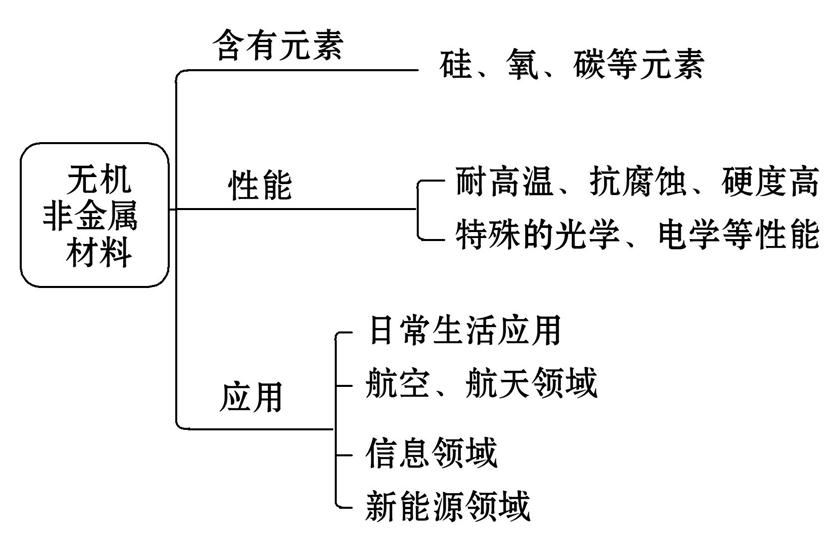 无机
非金属
材料
含有元素
硅、氧、碳等元素
性能
耐高温、抗腐蚀、硬度高
特殊的光学、电学等性能
应用
日常生活应用
航空、航天领域
信息领域
新能源领域